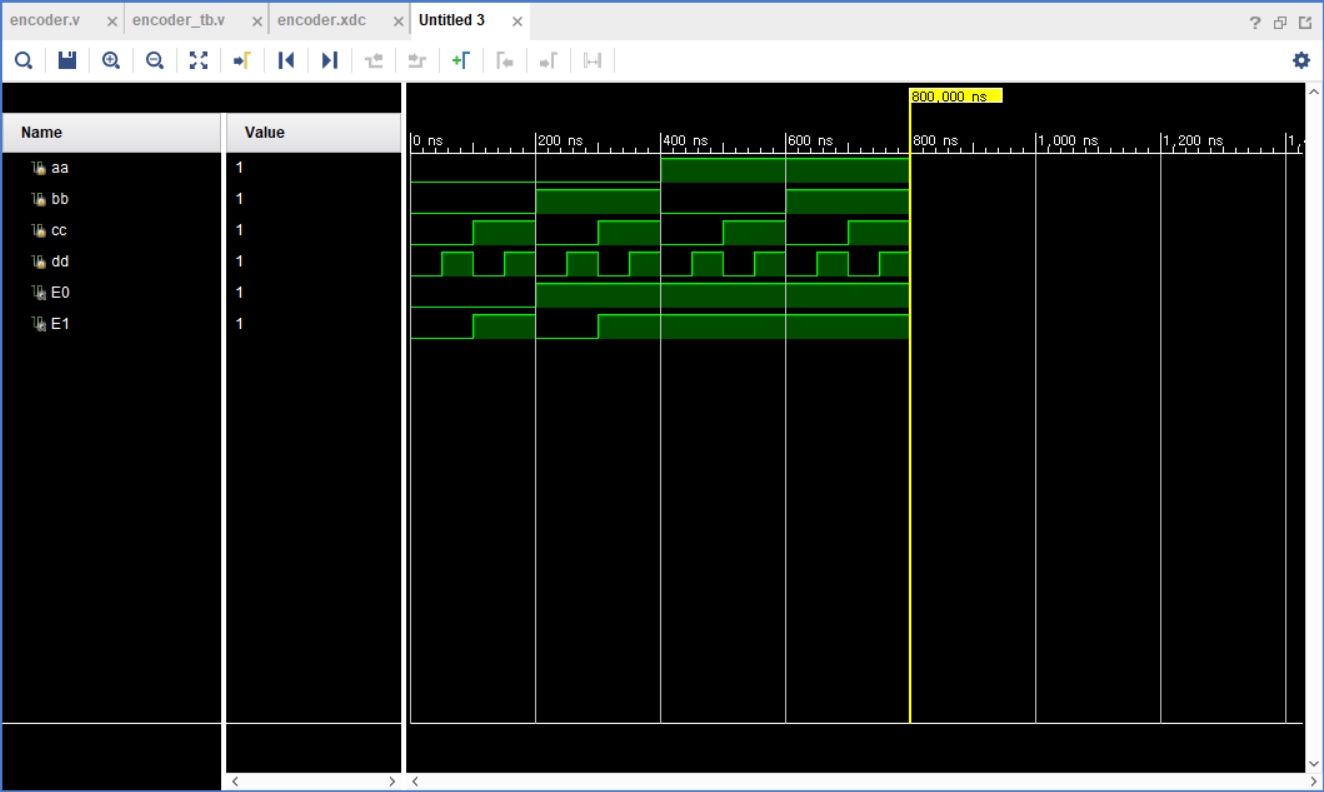 encoder.v encoder_tb.v encoder.xdc Untitled 3
800,000 ns
Name Value
0 ns 200 ns 400 ns 600 ns 800 ns 1,000 ns 1,200 ns 1,
aa 1
bb 1
cc 1
dd 1
E0 1
E1 1